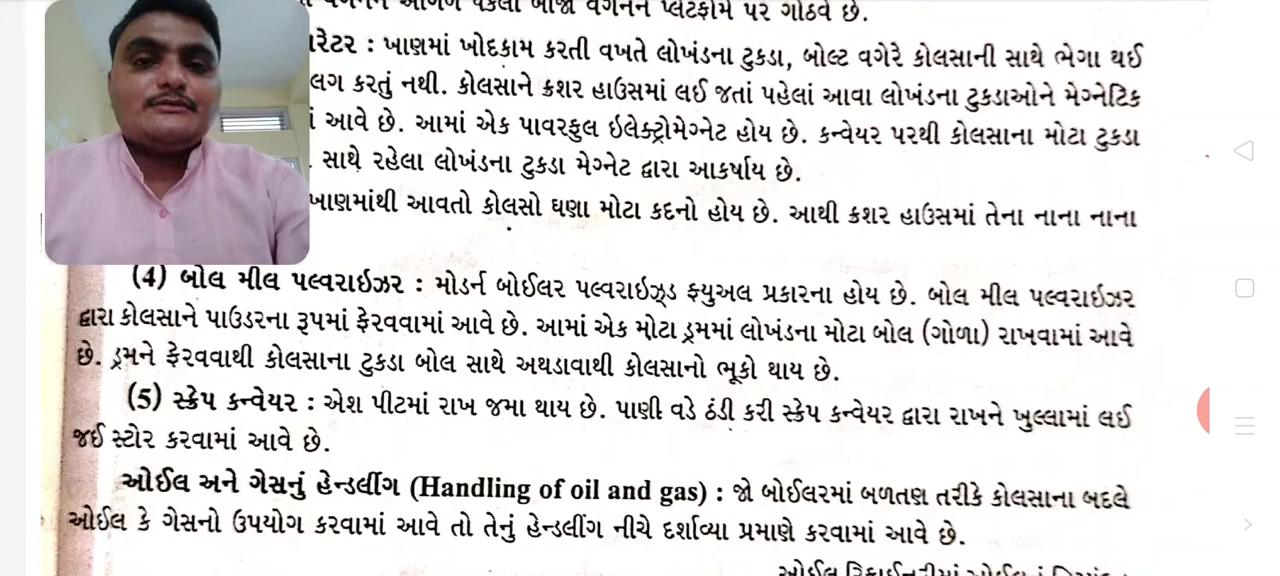 આગળ ધકેલી બીજા વેગનને પ્લેટફોર્મ પર ગોઠવે છે.
રેટર : ખાણમાં ખોદકામ કરતી વખતે લોખંડના ટુકડા, બોલ્ટ વગેરે કોલસાની સાથે ભેગા થઈ
લગ કરતું નથી. કોલસાને ક્રશર હાઉસમાં લઈ જતાં પહેલાં આવા લોખંડના ટુકડાઓને મેગ્નેટિક
આવે છે. આમાં એક પાવરફુલ ઇલેક્ટ્રોમેગ્નેટ હોય છે. કન્વેયર પરથી કોલસાના મોટા ટુકડા
સાથે રહેલા લોખંડના ટુકડા મેગ્નેટ દ્વારા આકર્ષાય છે.
ખાણમાંથી આવતો કોલસો ઘણા મોટા કદનો હોય છે. આથી ક્રશર હાઉસમાં તેના નાના નાના
(4) બોલ મીલ પલ્વરાઇઝર : મોડર્ન બોઈલર પલ્વરાઇઝ્ડ ફ્યુઅલ પ્રકારના હોય છે. બોલ મીલ પલ્વરાઇઝર
દ્વારા કોલસાને પાઉડરના રૂપમાં ફેરવવામાં આવે છે. આમાં એક મોટા ડ્રમમાં લોખંડના મોટા બોલ (ગોળા) રાખવામાં આવે
છે. ડ્રમને ફેરવવાથી કોલસાના ટુકડા બોલ સાથે અથડાવાથી કોલસાનો ભૂકો થાય છે.
(5) સ્ક્રેપ કન્વેયર : એશ પીટમાં રાખ જમા થાય છે. પાણી વડે ઠંડી કરી સ્ક્રેપ કન્વેયર દ્વારા રાખને ખુલ્લામાં લઈ
જઈ સ્ટોર કરવામાં આવે છે.
ઓઈલ અને ગેસનું હેન્ડલીંગ (Handling of oil and gas) : જો બોઈલરમાં બળતણ તરીકે કોલસાના બદલે
ઓઈલ કે ગેસનો ઉપયોગ કરવામાં આવે તો તેનું હેન્ડલીંગ નીચે દર્શાવ્યા પ્રમાણે કરવામાં આવે છે.